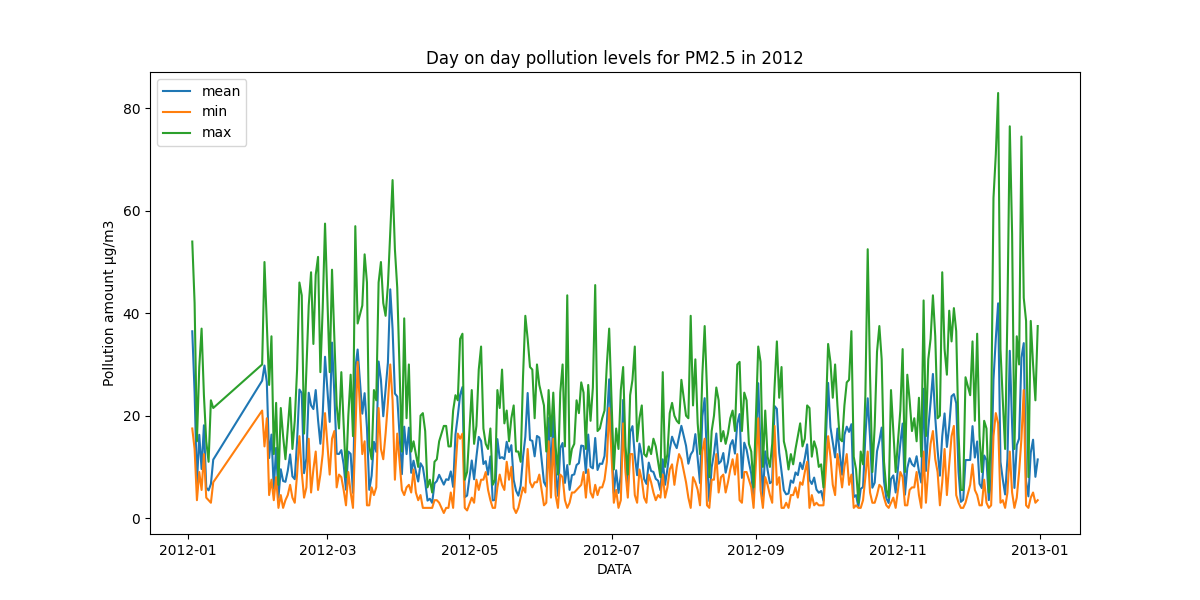 Day on day pollution levels for PM2.5 in 2012
mean
min
max
80
60
40
20
0
Pollution amount µg/m3
2012-01 2012-03 2012-05 2012-07 2012-09 2012-11 2013-01
DATA